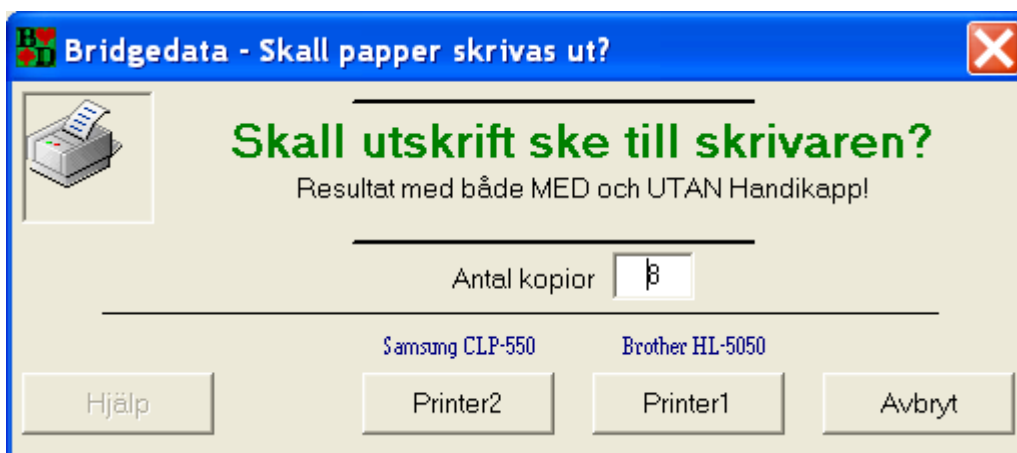 Bridgedata - Skall papper skrivas ut?
Skall utskrift ske till skrivaren?
Resultat med både MED och UTAN Handikapp!
Antal kopior 8
Samsung CLP-550 Brother HL-5050
Hjälp Printer2 Printer1 Avbryt